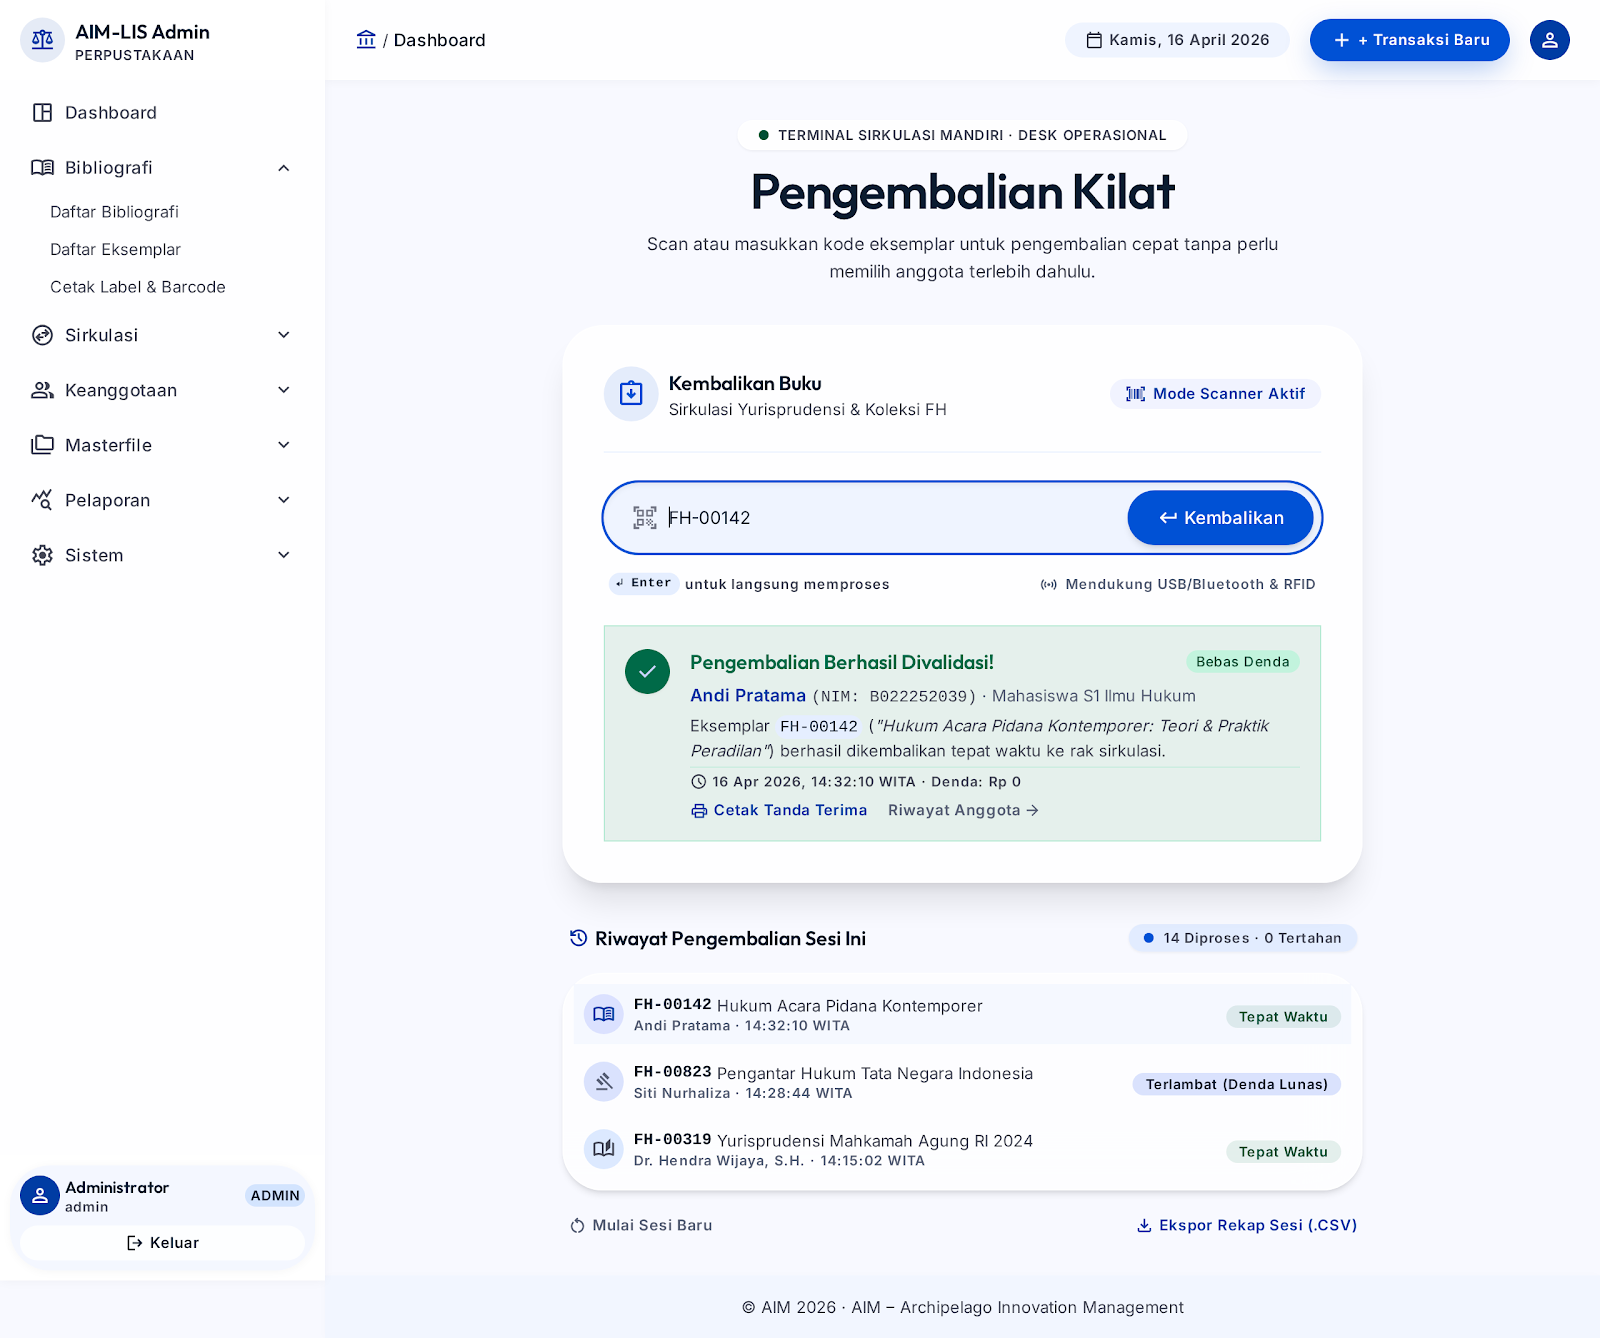 AIM-LIS Admin
PERPUSTAKAAN
Dashboard
Bibliografi
Daftar Bibliografi
Daftar Eksemplar
Cetak Label & Barcode
Sirkulasi
Keanggotaan
Masterfile
Pelaporan
Sistem
Administrator
admin
ADMIN
Keluar
/ Dashboard
Kamis, 16 April 2026
+ Transaksi Baru
TERMINAL SIRKULASI MANDIRI · DESK OPERASIONAL
Pengembalian Kilat
Scan atau masukkan kode eksemplar untuk pengembalian cepat tanpa perlu
memilih anggota terlebih dahulu.
Kembalikan Buku
Sirkulasi Yurisprudensi & Koleksi FH
Mode Scanner Aktif
FH-00142
Kembalikan
↲ Enter untuk langsung memproses
Mendukung USB/Bluetooth & RFID
Pengembalian Berhasil Divalidasi!
Bebas Denda
Andi Pratama (NIM: B022252039) · Mahasiswa S1 Ilmu Hukum
Eksemplar FH-00142 ("Hukum Acara Pidana Kontemporer: Teori & Praktik
Peradilan") berhasil dikembalikan tepat waktu ke rak sirkulasi.
16 Apr 2026, 14:32:10 WITA · Denda: Rp 0
Cetak Tanda Terima
Riwayat Anggota →
Riwayat Pengembalian Sesi Ini
14 Diproses · 0 Tertahan
FH-00142 Hukum Acara Pidana Kontemporer
Andi Pratama · 14:32:10 WITA
Tepat Waktu
FH-00823 Pengantar Hukum Tata Negara Indonesia
Siti Nurhaliza · 14:28:44 WITA
Terlambat (Denda Lunas)
FH-00319 Yurisprudensi Mahkamah Agung RI 2024
Dr. Hendra Wijaya, S.H. · 14:15:02 WITA
Tepat Waktu
Mulai Sesi Baru
Ekspor Rekap Sesi (.CSV)
© AIM 2026 · AIM – Archipelago Innovation Management